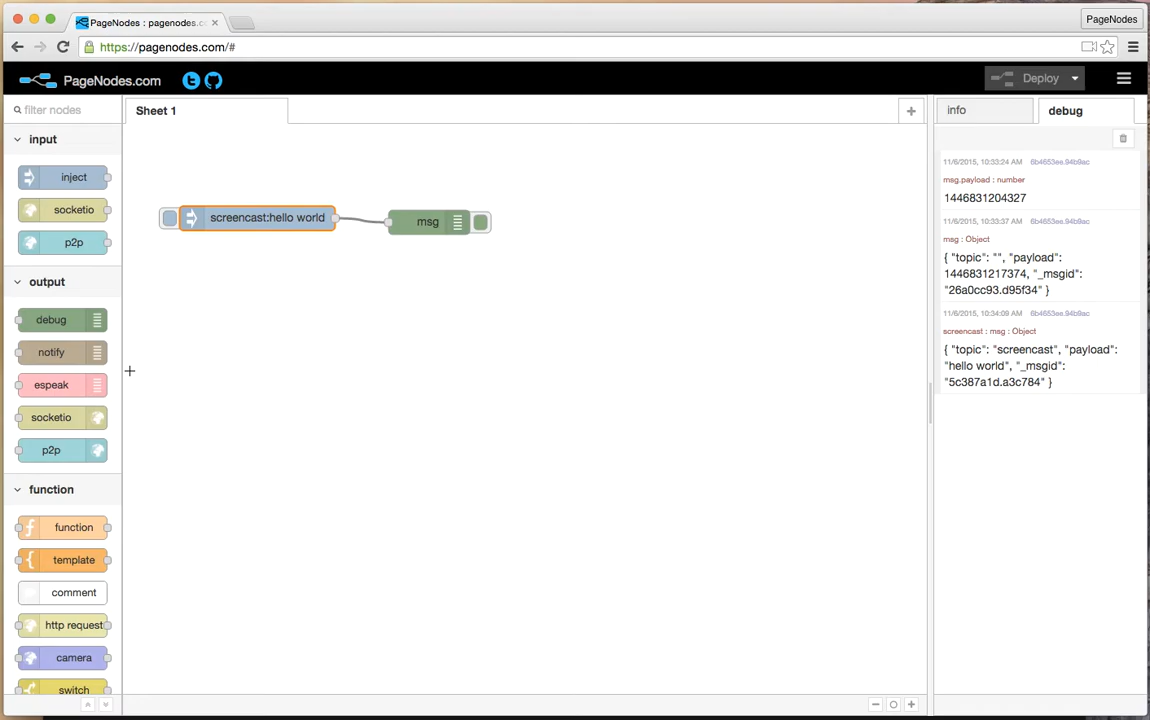 PageNodes : pagenodes.co
PageNodes
https://pagenodes.com/#
PageNodes.com
Deploy
filter nodes
Sheet 1
info
debug
input
inject
socketio
p2p
output
debug
notify
espeak
socketio
p2p
function
function
template
comment
http request
camera
switch
screencast:hello world
msg
11/6/2015, 10:33:24 AM 6b4653ee.94b9ac
msg.payload : number
1446831204327
11/6/2015, 10:33:37 AM 6b4653ee.94b9ac
msg : Object
{ "topic": "", "payload":
1446831217374, "_msgid":
"26a0cc93.d95f34" }
11/6/2015, 10:34:09 AM 6b4653ee.94b9ac
screencast : msg : Object
{ "topic": "screencast", "payload":
"hello world", "_msgid":
"5c387a1d.a3c784" }